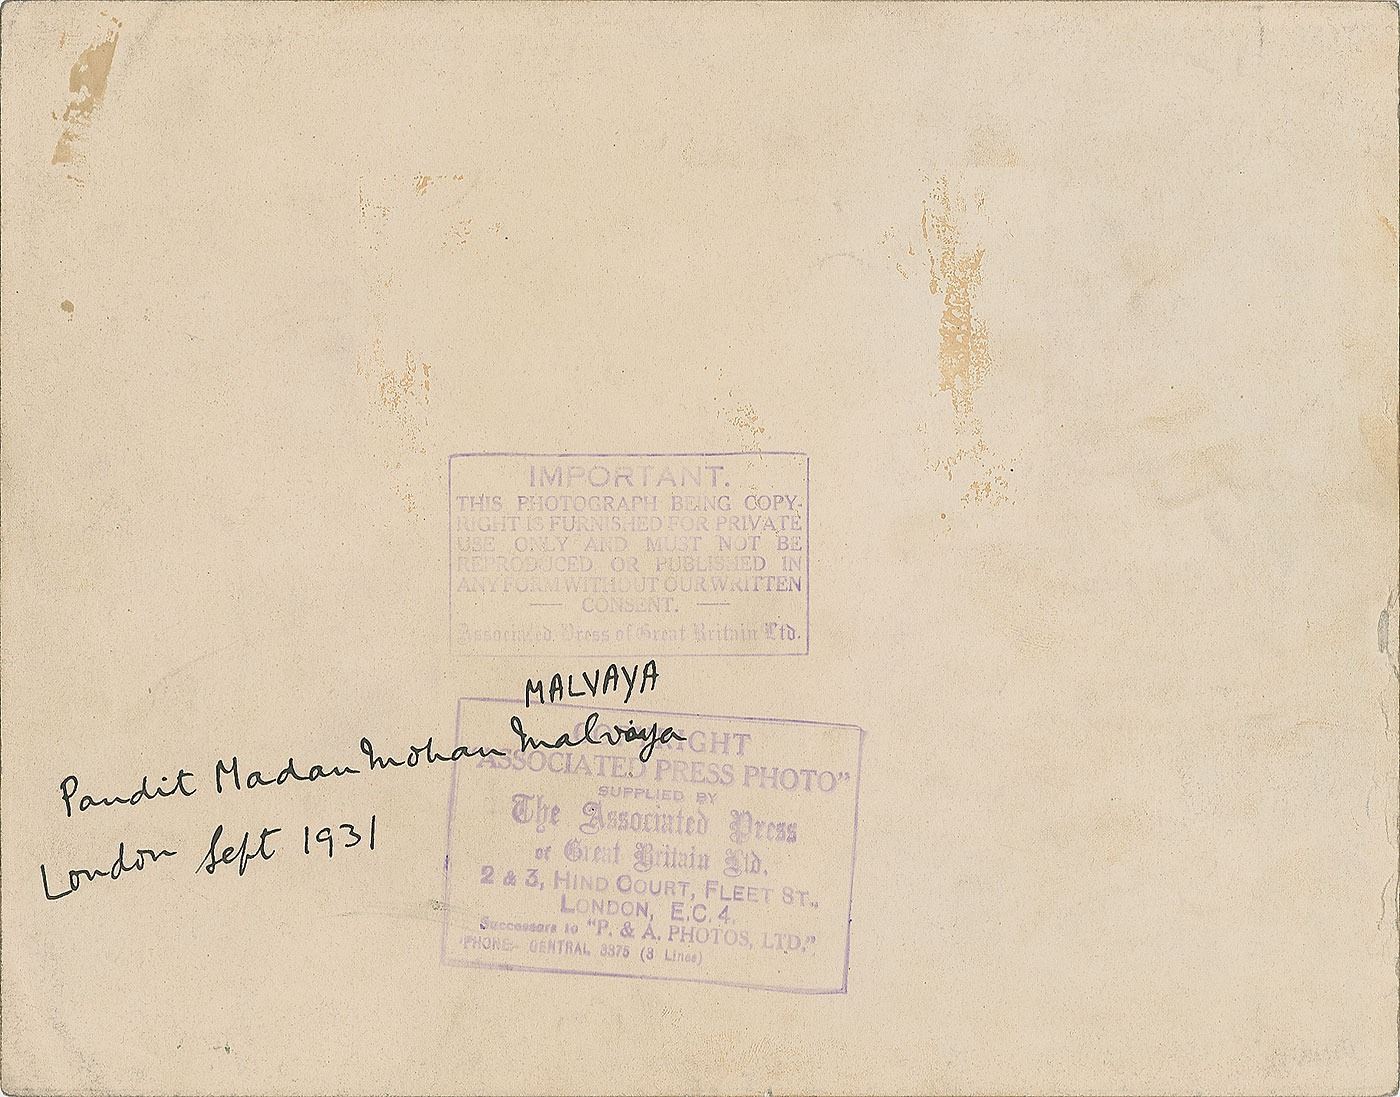 IMPORTANT.
THIS PHOTOGRAPH BEING COPY-
RIGHT IS FURNISHED FOR PRIVATE
USE ONLY AND MUST NOT BE
REPRODUCED OR PUBLISHED IN
ANY FORM WITHOUT OUR WRITTEN
— CONSENT. —
Associated Press of Great Britain Ltd.
MALVAYA
Pandit Madan Mohan Malviya
London Sept 1931
COPYRIGHT
"ASSOCIATED PRESS PHOTO"
SUPPLIED BY
The Associated Press
of Great Britain Ltd.
2 & 3, HIND COURT, FLEET ST.,
LONDON, E.C.4.
Successors to "P. & A. PHOTOS, LTD."
PHONE:- CENTRAL 3375 (3 Lines)